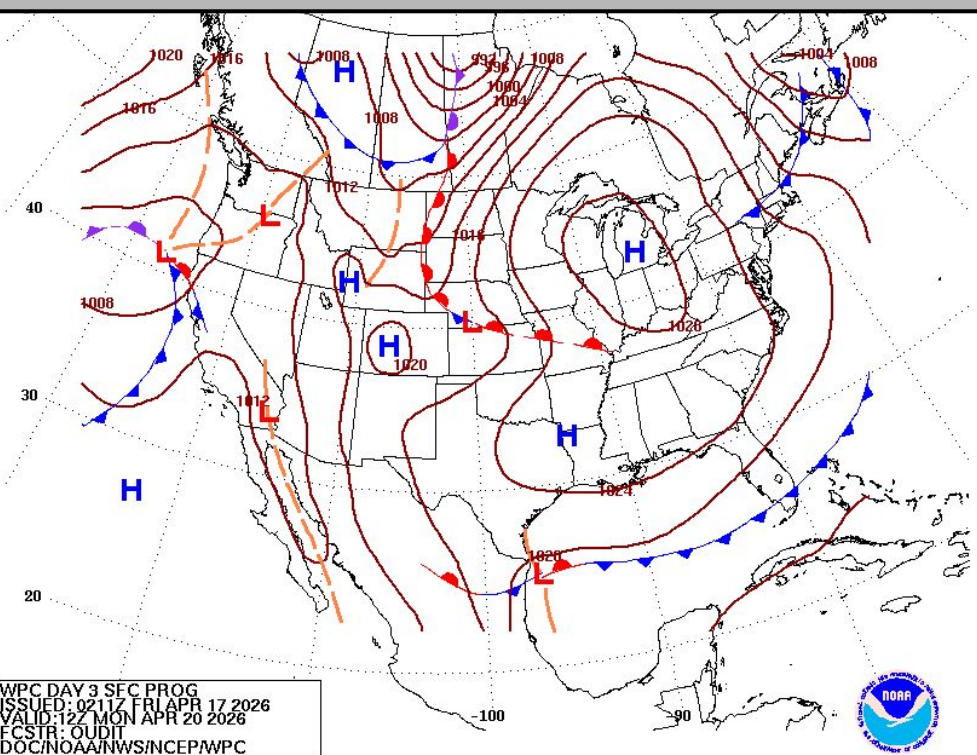 1020
1016
1008
H
992
996
1008
1000
1004
1004
1008
1016
1008
1012
40
L
L
1016
H
H
1008
L
1028
H
1020
30
1012
L
H
H
1024
1020
L
20
WPC DAY 3 SFC PROG
ISSUED: 0211Z FRI APR 17 2026
VALID: 12Z MON APR 20 2026
FCSTR: OUDIT
DOC/NOAA/NWS/NCEP/WPC
-100
-90
NOAA